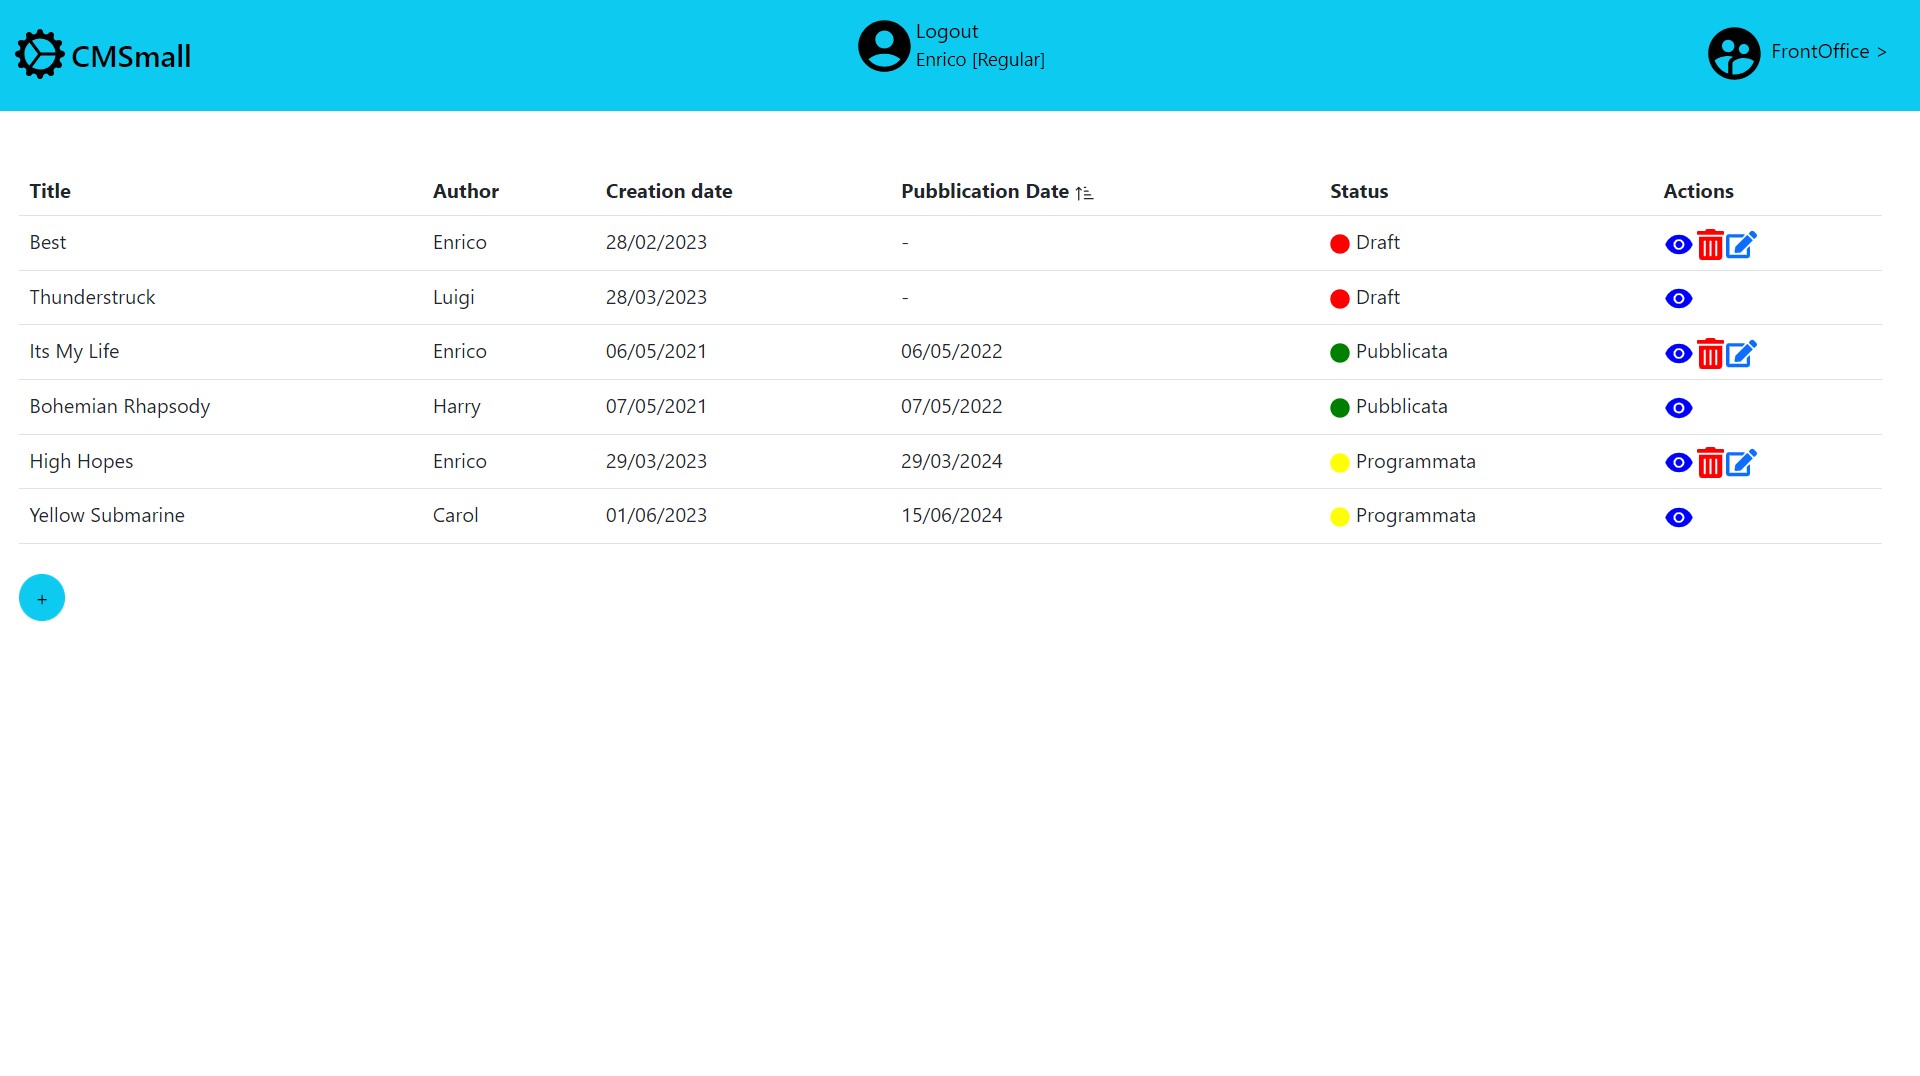 CMSmall
Logout
Enrico [Regular]
FrontOffice >
Title Author Creation date Pubblication Date Status Actions
Best Enrico 28/02/2023 - Draft
Thunderstruck Luigi 28/03/2023 - Draft
Its My Life Enrico 06/05/2021 06/05/2022 Pubblicata
Bohemian Rhapsody Harry 07/05/2021 07/05/2022 Pubblicata
High Hopes Enrico 29/03/2023 29/03/2024 Programmata
Yellow Submarine Carol 01/06/2023 15/06/2024 Programmata
+